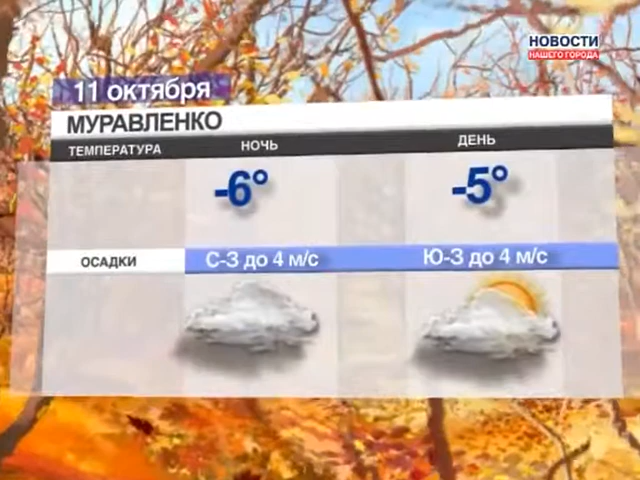 НОВОСТИ
НАШЕГО ГОРОДА
11 октября
МУРАВЛЕНКО
ТЕМПЕРАТУРА НОЧЬ ДЕНЬ
-6° -5°
ОСАДКИ С-З до 4 м/с Ю-З до 4 м/с